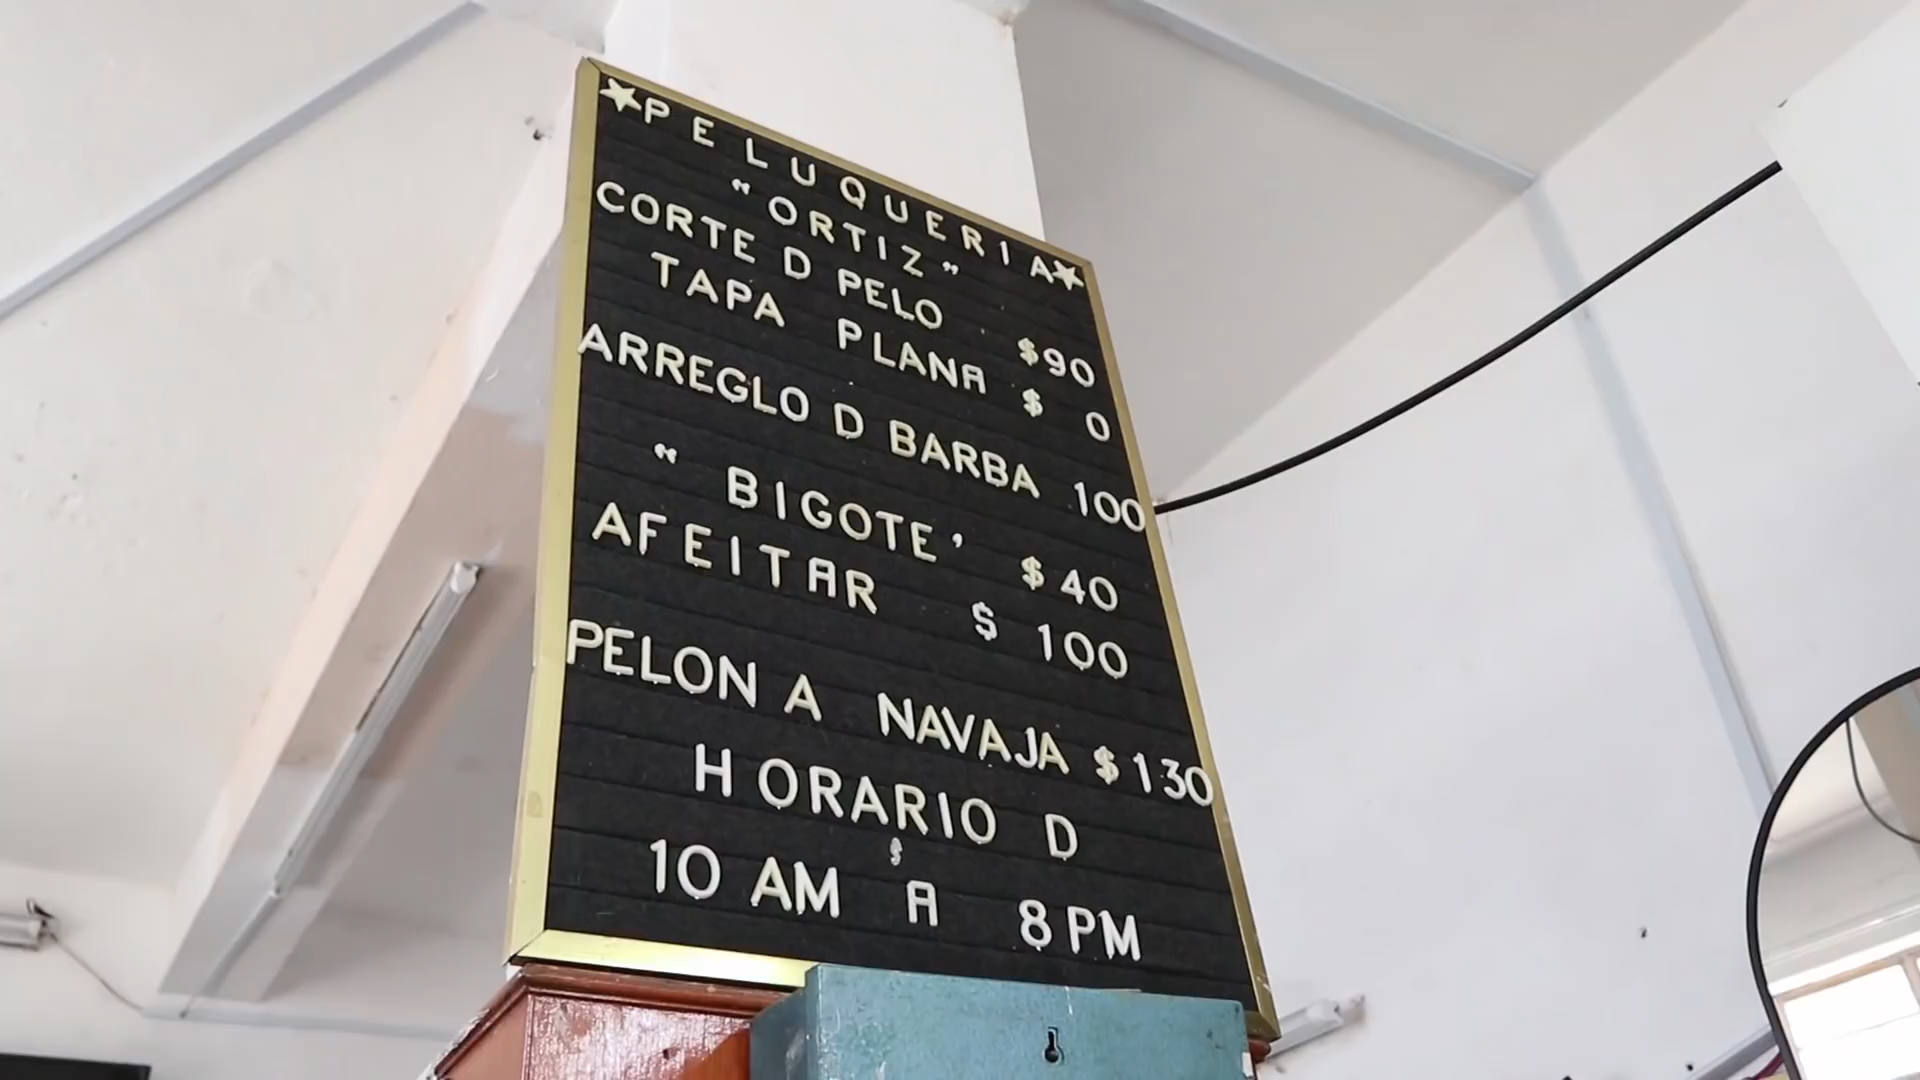 ★PELUQUERIA★
"ORTIZ"
CORTE D PELO $90
TAPA PLANA $ 0
ARREGLO D BARBA 100
" BIGOTE' $40
AFEITAR $ 100
PELON A NAVAJA $130
HORARIO D
10 AM A 8PM